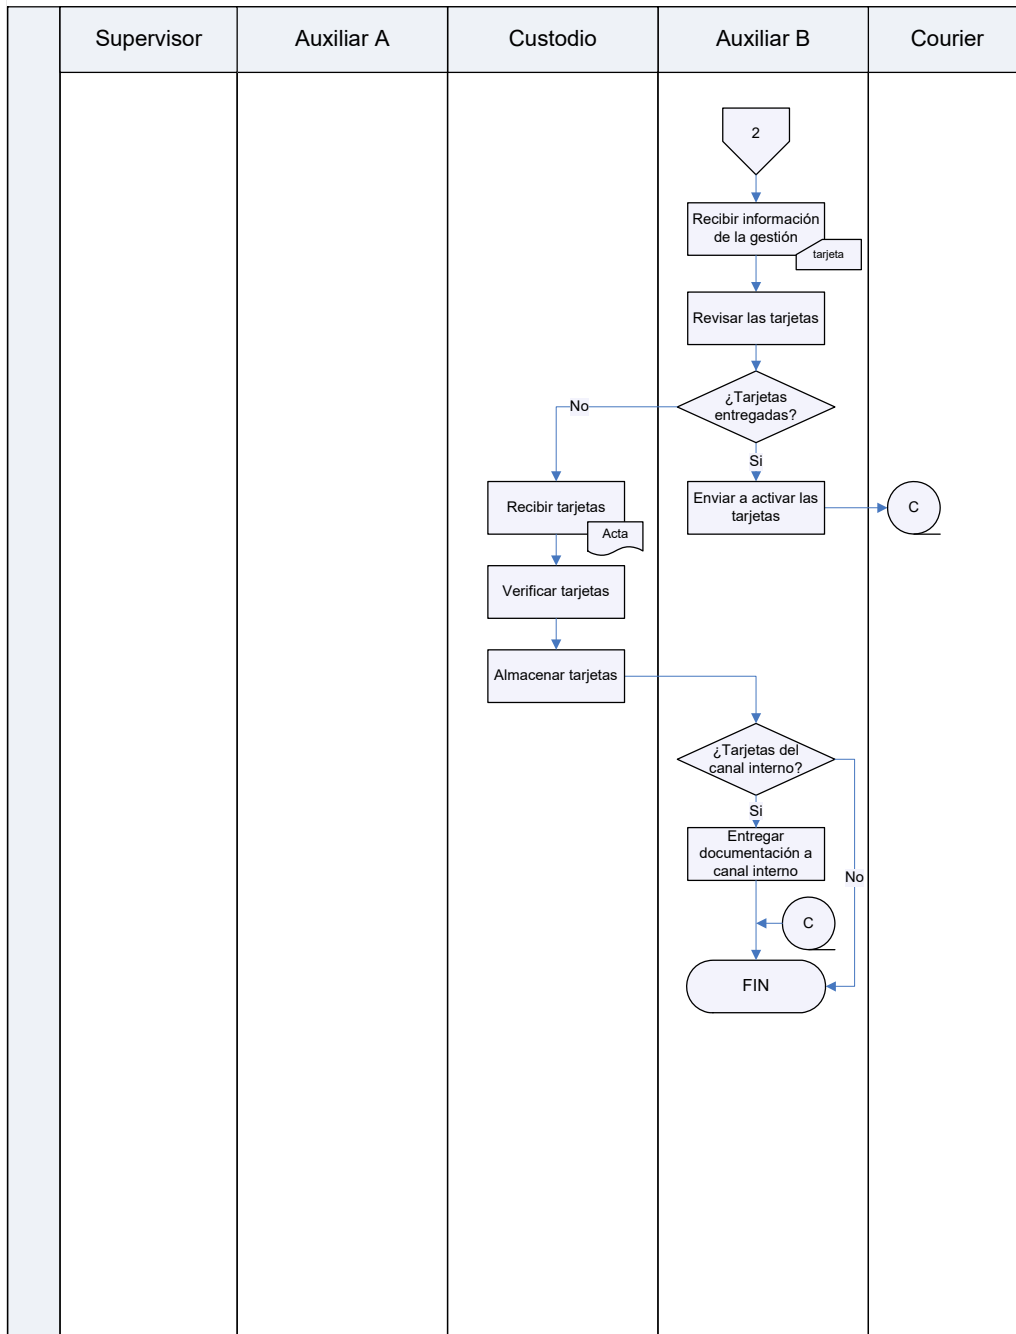 Supervisor
Auxiliar A
Custodio
Auxiliar B
Courier
2
Recibir información
de la gestión
tarjeta
Revisar las tarjetas
¿Tarjetas
entregadas?
No
Si
Recibir tarjetas
Acta
Enviar a activar las
tarjetas
C
Verificar tarjetas
Almacenar tarjetas
¿Tarjetas del
canal interno?
Si
Entregar
documentación a
canal interno
No
C
FIN